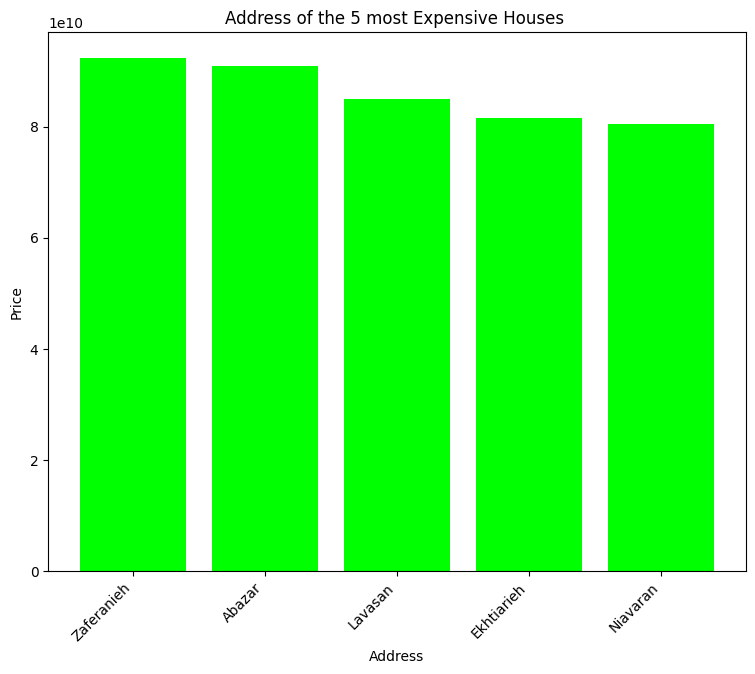 Address of the 5 most Expensive Houses
1e10
8
6
4
2
0
Price
Zaferanieh
Abazar
Lavasan
Ekhtiarieh
Niavaran
Address